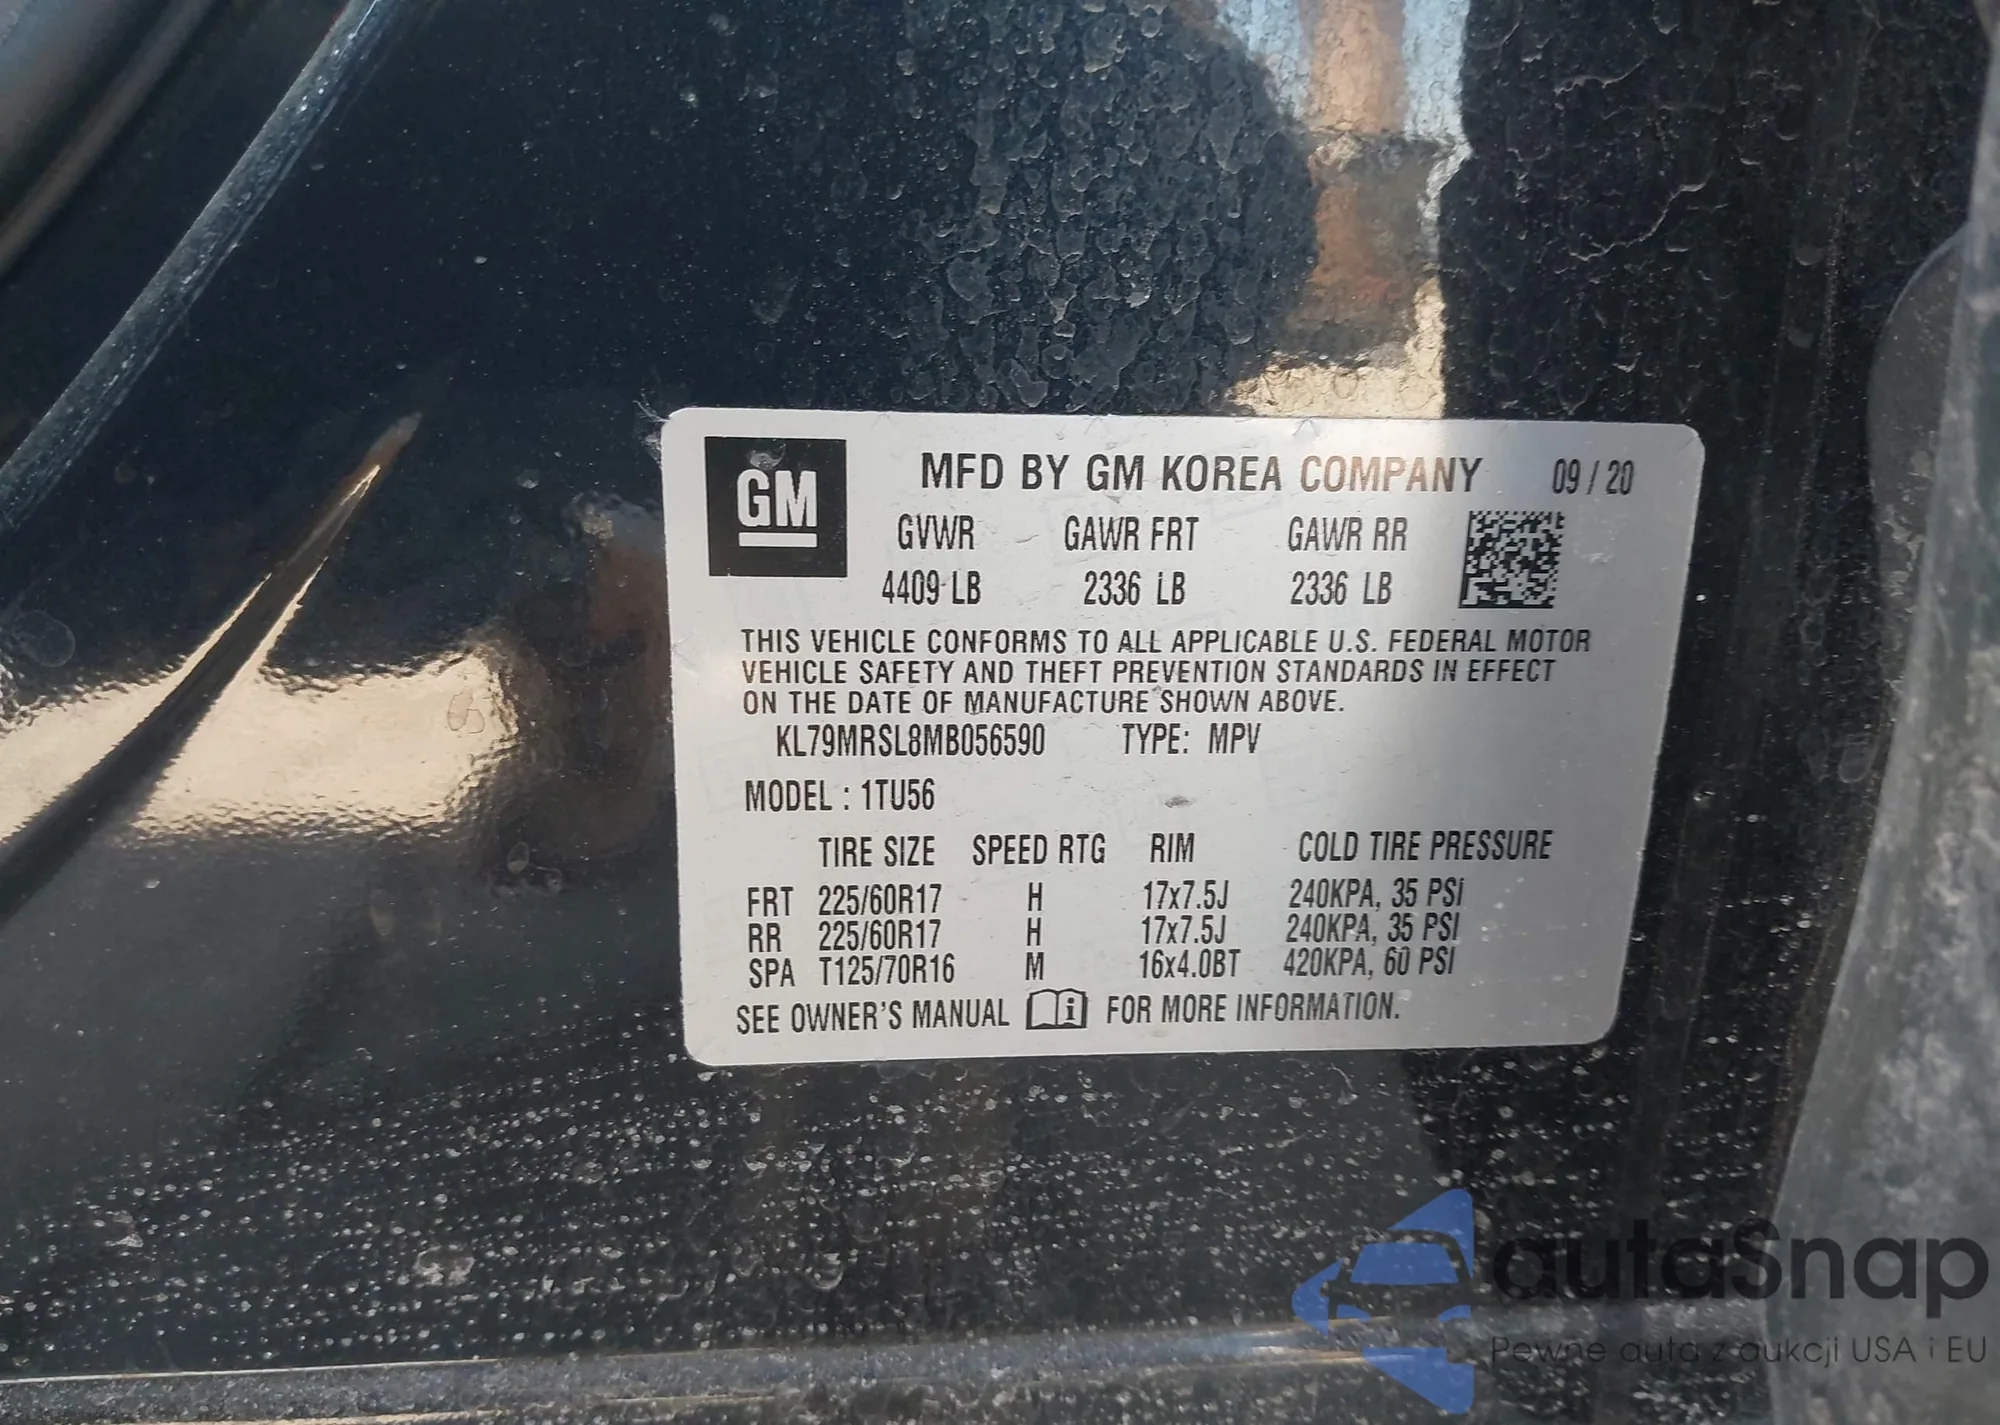 GM
MFD BY GM KOREA COMPANY 09 / 20
GVWR GAWR FRT GAWR RR
4409 LB 2336 LB 2336 LB
THIS VEHICLE CONFORMS TO ALL APPLICABLE U.S. FEDERAL MOTOR
VEHICLE SAFETY AND THEFT PREVENTION STANDARDS IN EFFECT
ON THE DATE OF MANUFACTURE SHOWN ABOVE.
KL79MRSL8MB056590 TYPE: MPV
MODEL : 1TU56
TIRE SIZE SPEED RTG RIM COLD TIRE PRESSURE
FRT 225/60R17 H 17x7.5J 240KPA, 35 PSI
RR 225/60R17 H 17x7.5J 240KPA, 35 PSI
SPA T125/70R16 M 16x4.0BT 420KPA, 60 PSI
SEE OWNER'S MANUAL i FOR MORE INFORMATION.
autaSnap
Pewne auta z aukcji USA i EU